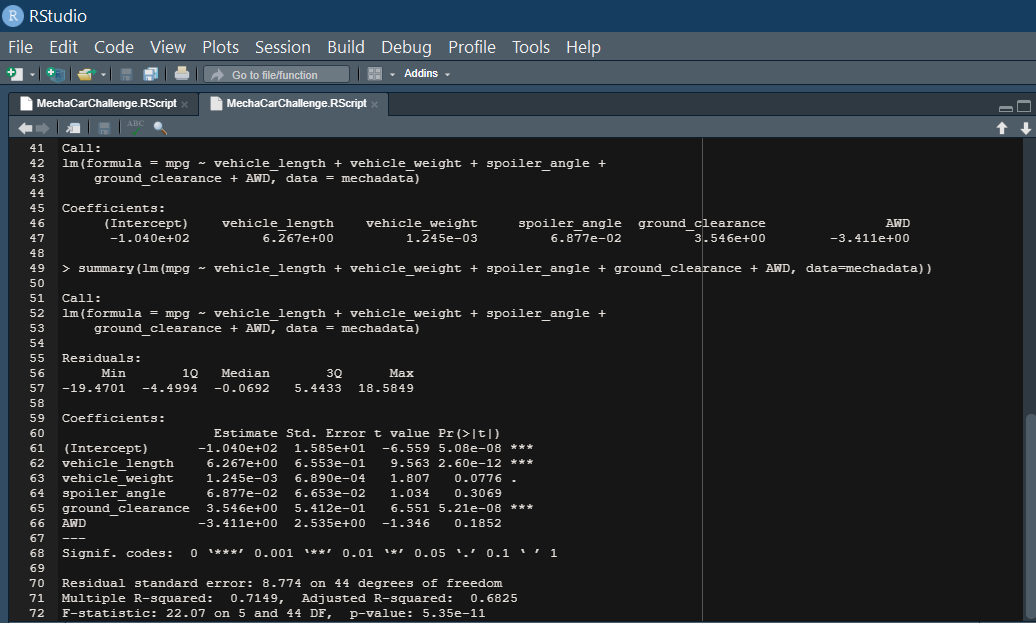 R RStudio
File Edit Code View Plots Session Build Debug Profile Tools Help
Go to file/function Addins
MechaCarChallenge.RScript MechaCarChallenge.RScript
ABC
41 Call:
42 lm(formula = mpg ~ vehicle_length + vehicle_weight + spoiler_angle +
43 ground_clearance + AWD, data = mechadata)
44
45 Coefficients:
46 (Intercept) vehicle_length vehicle_weight spoiler_angle ground_clearance AWD
47 -1.040e+02 6.267e+00 1.245e-03 6.877e-02 3.546e+00 -3.411e+00
48
49 > summary(lm(mpg ~ vehicle_length + vehicle_weight + spoiler_angle + ground_clearance + AWD, data=mechadata))
50
51 Call:
52 lm(formula = mpg ~ vehicle_length + vehicle_weight + spoiler_angle +
53 ground_clearance + AWD, data = mechadata)
54
55 Residuals:
56 Min 1Q Median 3Q Max
57 -19.4701 -4.4994 -0.0692 5.4433 18.5849
58
59 Coefficients:
60 Estimate Std. Error t value Pr(>|t|)
61 (Intercept) -1.040e+02 1.585e+01 -6.559 5.08e-08 ***
62 vehicle_length 6.267e+00 6.553e-01 9.563 2.60e-12 ***
63 vehicle_weight 1.245e-03 6.890e-04 1.807 0.0776 .
64 spoiler_angle 6.877e-02 6.653e-02 1.034 0.3069
65 ground_clearance 3.546e+00 5.412e-01 6.551 5.21e-08 ***
66 AWD -3.411e+00 2.535e+00 -1.346 0.1852
67 ---
68 Signif. codes: 0 ‘***’ 0.001 ‘**’ 0.01 ‘*’ 0.05 ‘.’ 0.1 ‘ ’ 1
69
70 Residual standard error: 8.774 on 44 degrees of freedom
71 Multiple R-squared: 0.7149, Adjusted R-squared: 0.6825
72 F-statistic: 22.07 on 5 and 44 DF, p-value: 5.35e-11